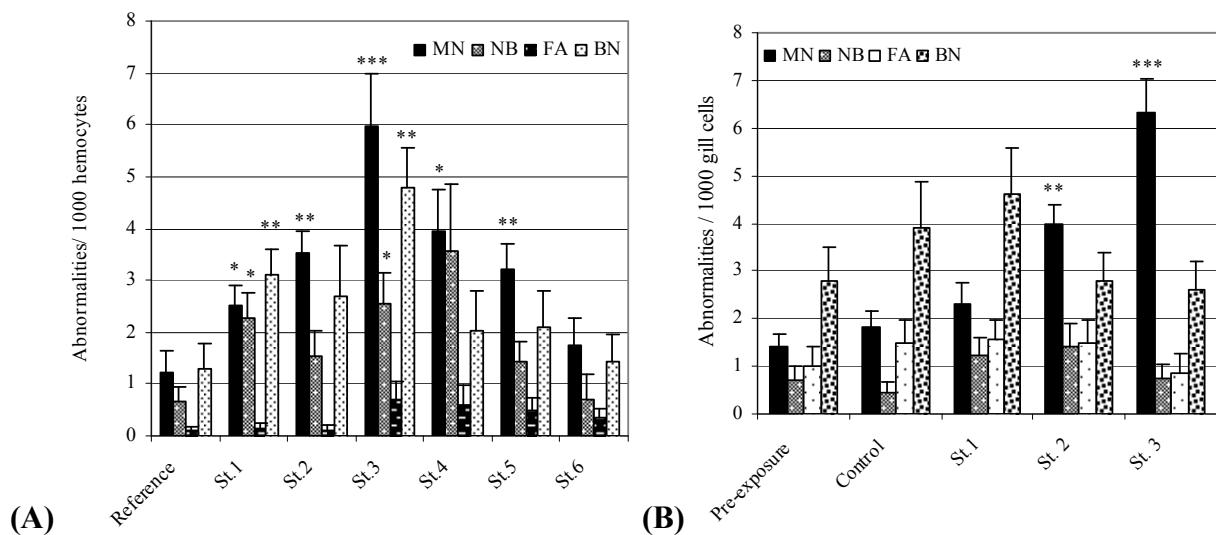 8
7
6
5
4
3
2
1
0
Abnormalities/ 1000 hemocytes
MN NB FA BN
* * **
**
*** * **
*
**
Reference St.1 St.2 St.3 St.4 St.5 St.6
(A)
8
7
6
5
4
3
2
1
0
Abnormalities / 1000 gill cells
MN NB FA BN
**
***
Pre-exposure Control St.1 St. 2 St. 3
(B)